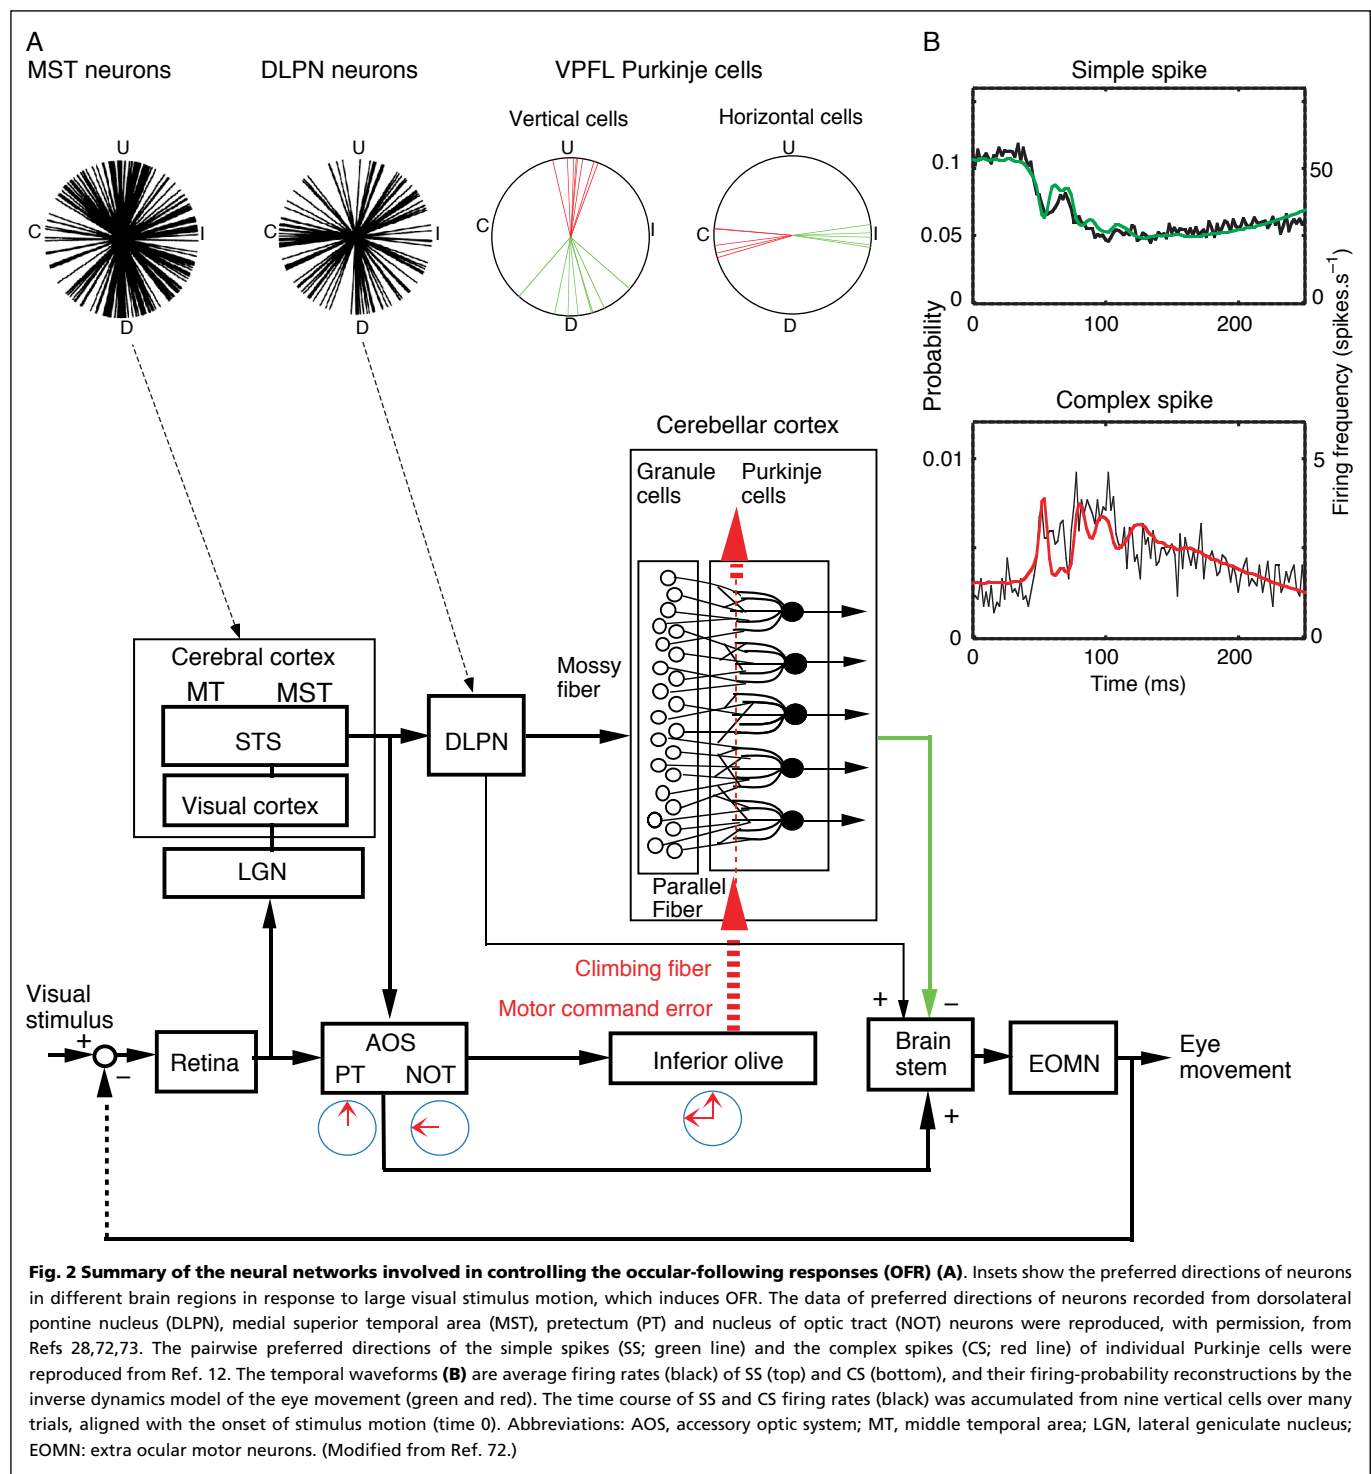 A
MST neurons
DLPN neurons
VPFL Purkinje cells
Vertical cells
Horizontal cells
U
C
I
D
U
C
I
D
U
C
I
D
U
C
I
D
B
Simple spike
0.1
0.05
0
50
0
0
100
200
Probability
Firing frequency (spikes.s⁻¹)
Complex spike
0.01
0
5
0
0
100
200
Time (ms)
Cerebellar cortex
Granule
cells
Purkinje
cells
Parallel
Fiber
Mossy
fiber
Cerebral cortex
MT
MST
STS
Visual cortex
LGN
DLPN
Climbing fiber
Motor command error
Visual
stimulus
+
−
Retina
AOS
PT
NOT
Inferior olive
+
−
Brain
stem
+
EOMN
Eye
movement
Fig. 2 Summary of the neural networks involved in controlling the occular-following responses (OFR) (A). Insets show the preferred directions of neurons
in different brain regions in response to large visual stimulus motion, which induces OFR. The data of preferred directions of neurons recorded from dorsolateral
pontine nucleus (DLPN), medial superior temporal area (MST), pretectum (PT) and nucleus of optic tract (NOT) neurons were reproduced, with permission, from
Refs 28,72,73. The pairwise preferred directions of the simple spikes (SS; green line) and the complex spikes (CS; red line) of individual Purkinje cells were
reproduced from Ref. 12. The temporal waveforms (B) are average firing rates (black) of SS (top) and CS (bottom), and their firing-probability reconstructions by the
inverse dynamics model of the eye movement (green and red). The time course of SS and CS firing rates (black) was accumulated from nine vertical cells over many
trials, aligned with the onset of stimulus motion (time 0). Abbreviations: AOS, accessory optic system; MT, middle temporal area; LGN, lateral geniculate nucleus;
EOMN: extra ocular motor neurons. (Modified from Ref. 72.)